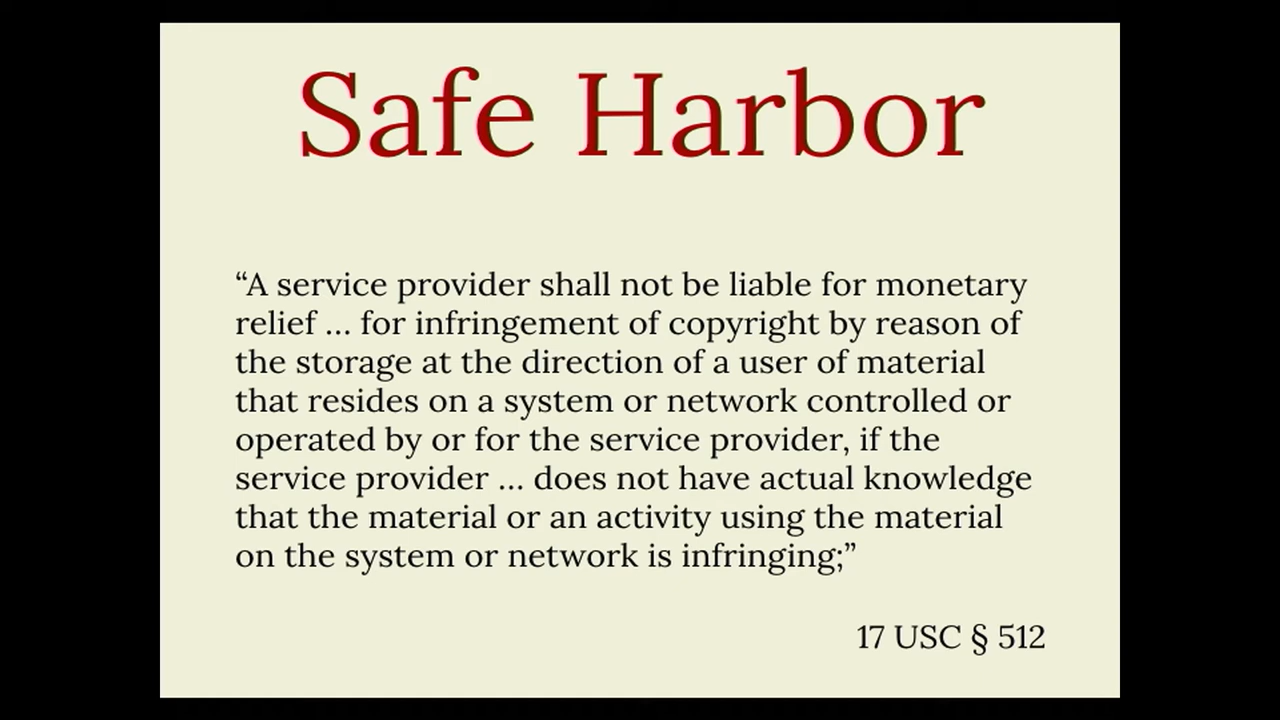 Safe Harbor
“A service provider shall not be liable for monetary
relief … for infringement of copyright by reason of
the storage at the direction of a user of material
that resides on a system or network controlled or
operated by or for the service provider, if the
service provider … does not have actual knowledge
that the material or an activity using the material
on the system or network is infringing;”
17 USC § 512